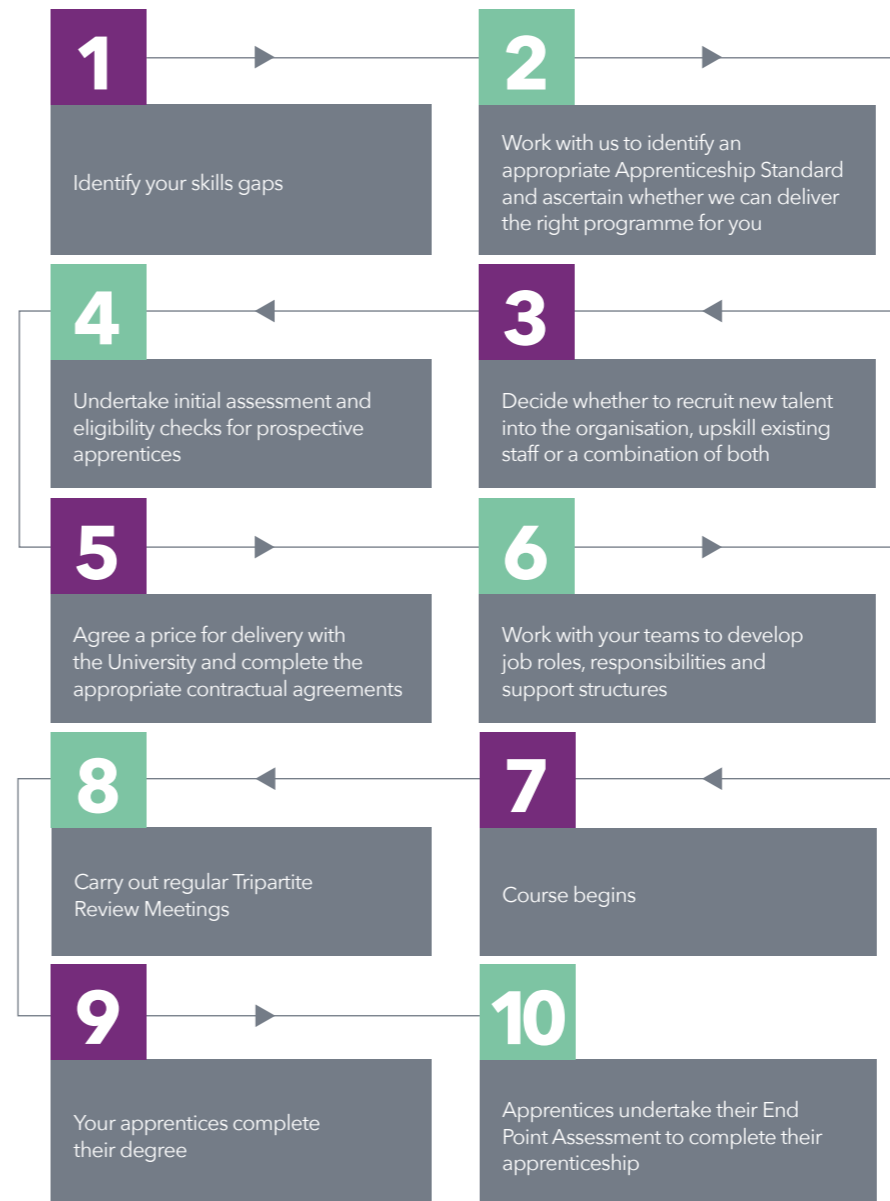 1
Identify your skills gaps
2
Work with us to identify an
appropriate Apprenticeship Standard
and ascertain whether we can deliver
the right programme for you
3
Decide whether to recruit new talent
into the organisation, upskill existing
staff or a combination of both
4
Undertake initial assessment and
eligibility checks for prospective
apprentices
5
Agree a price for delivery with
the University and complete the
appropriate contractual agreements
6
Work with your teams to develop
job roles, responsibilities and
support structures
7
Course begins
8
Carry out regular Tripartite
Review Meetings
9
Your apprentices complete
their degree
10
Apprentices undertake their End
Point Assessment to complete their
apprenticeship